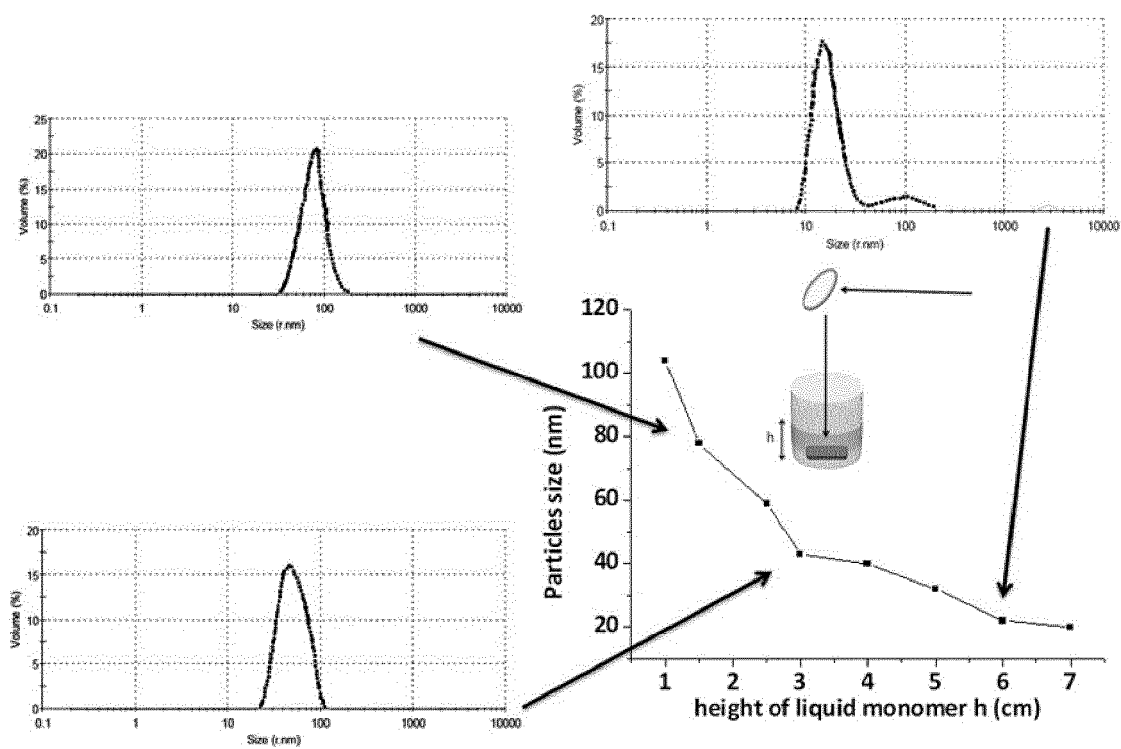 20
15
10
5
0
Volume (%)
0.1 1 10 100 1000 10000
Size (r.nm)
25
20
15
10
5
0
Volume (%)
0.1 1 10 100 1000 10000
Size (r.nm)
120
100
80
60
40
20
Particles size (nm)
h
1 2 3 4 5 6 7
height of liquid monomer h (cm)
20
15
10
5
0
Volume (%)
0.1 1 10 100 1000 10000
Size (r.nm)